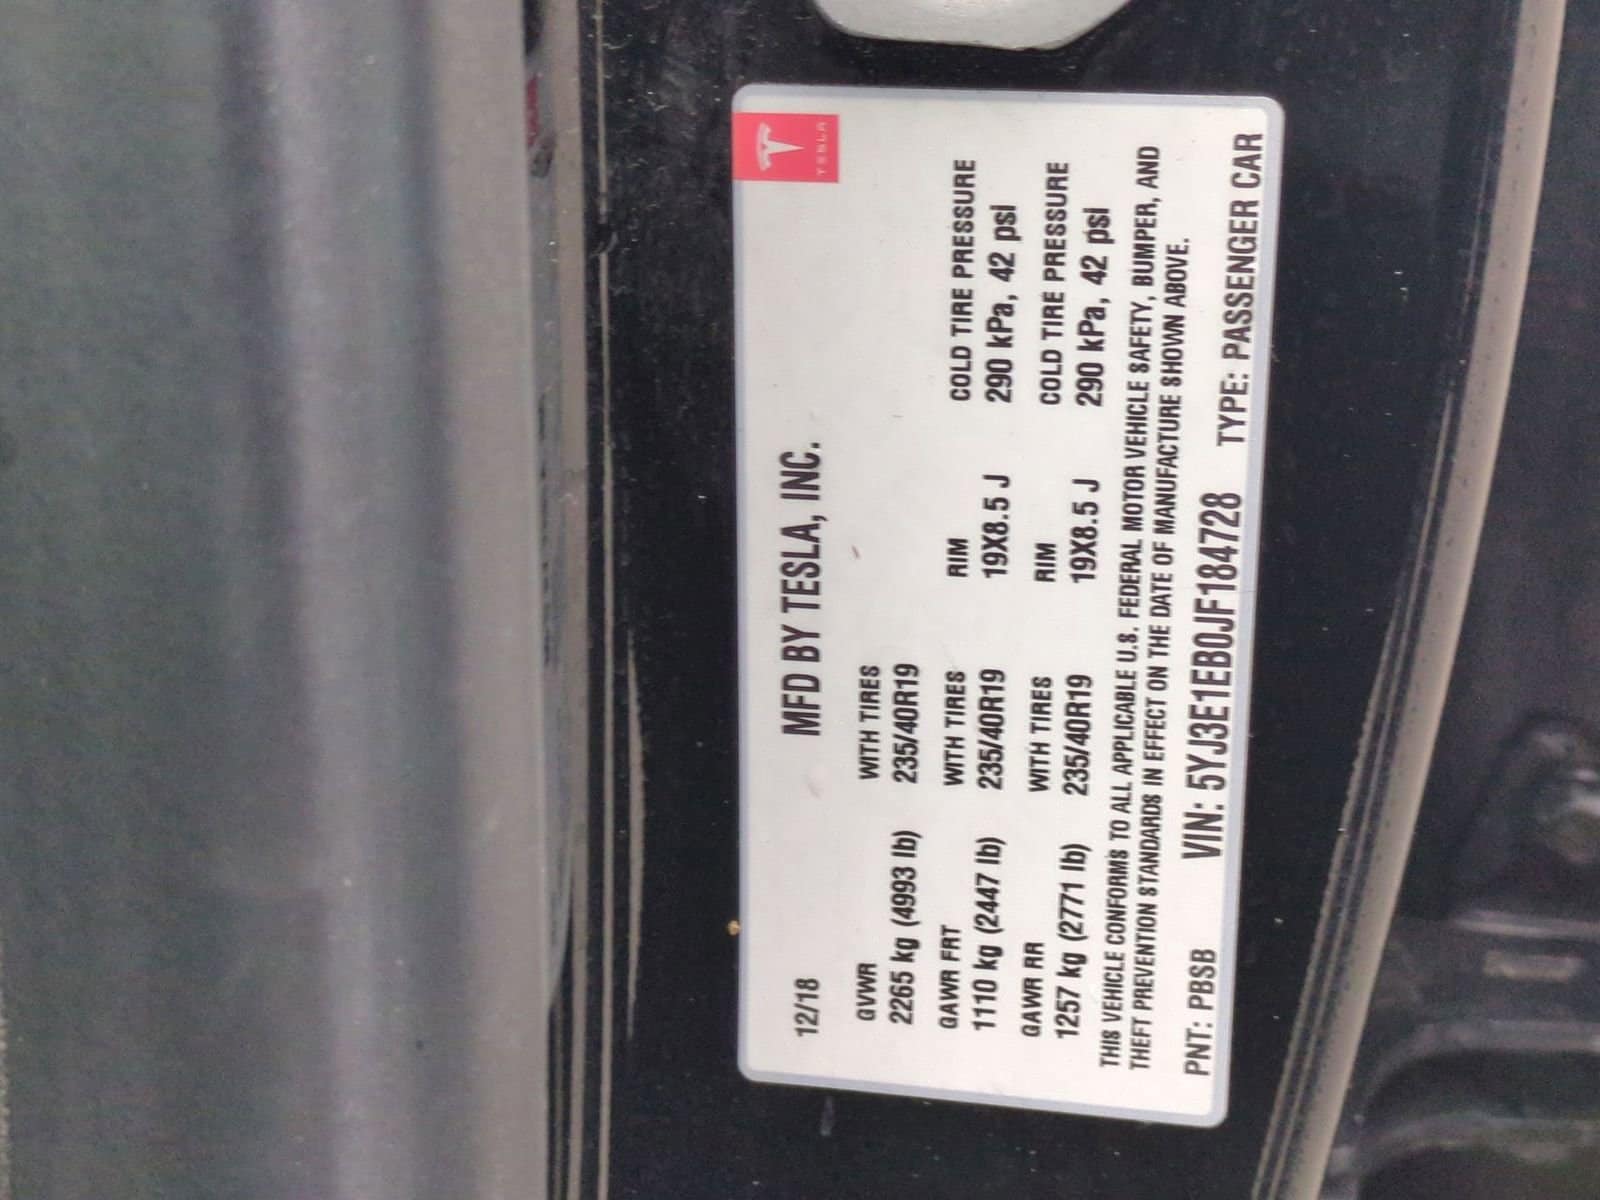 TESLA
MFD BY TESLA, INC.
12/18
GVWR WITH TIRES
2265 kg (4993 lb) 235/40R19
GAWR FRT WITH TIRES RIM COLD TIRE PRESSURE
1110 kg (2447 lb) 235/40R19 19X8.5 J 290 kPa, 42 psi
GAWR RR WITH TIRES RIM COLD TIRE PRESSURE
1257 kg (2771 lb) 235/40R19 19X8.5 J 290 kPa, 42 psi
THIS VEHICLE CONFORMS TO ALL APPLICABLE U.S. FEDERAL MOTOR VEHICLE SAFETY, BUMPER, AND
THEFT PREVENTION STANDARDS IN EFFECT ON THE DATE OF MANUFACTURE SHOWN ABOVE.
PNT: PBSB VIN: 5YJ3E1EB0JF184728 TYPE: PASSENGER CAR